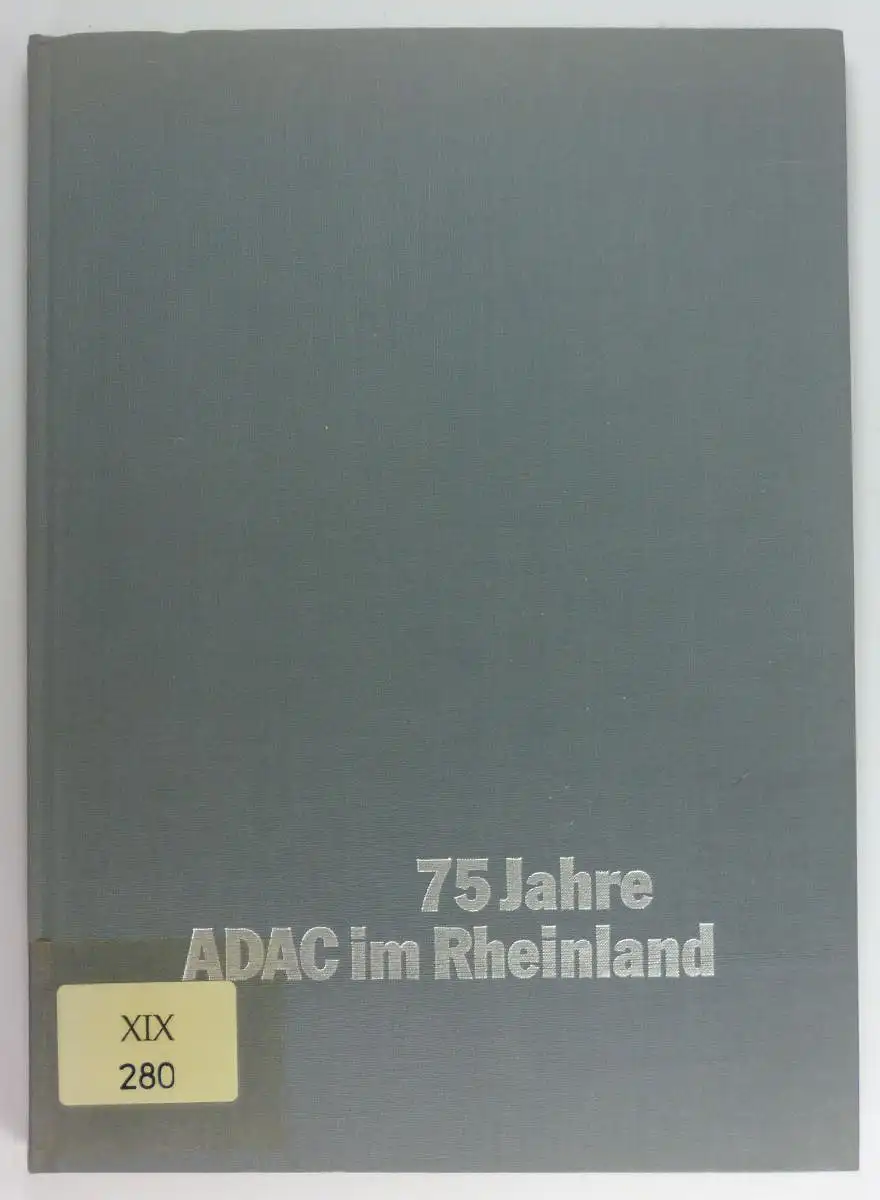 75 Jahre
ADAC im Rheinland
XIX
280